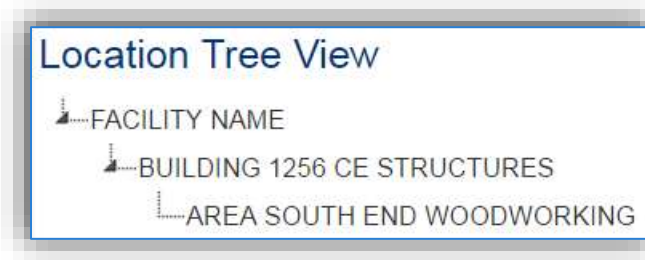 Location Tree View
FACILITY NAME
BUILDING 1256 CE STRUCTURES
AREA SOUTH END WOODWORKING